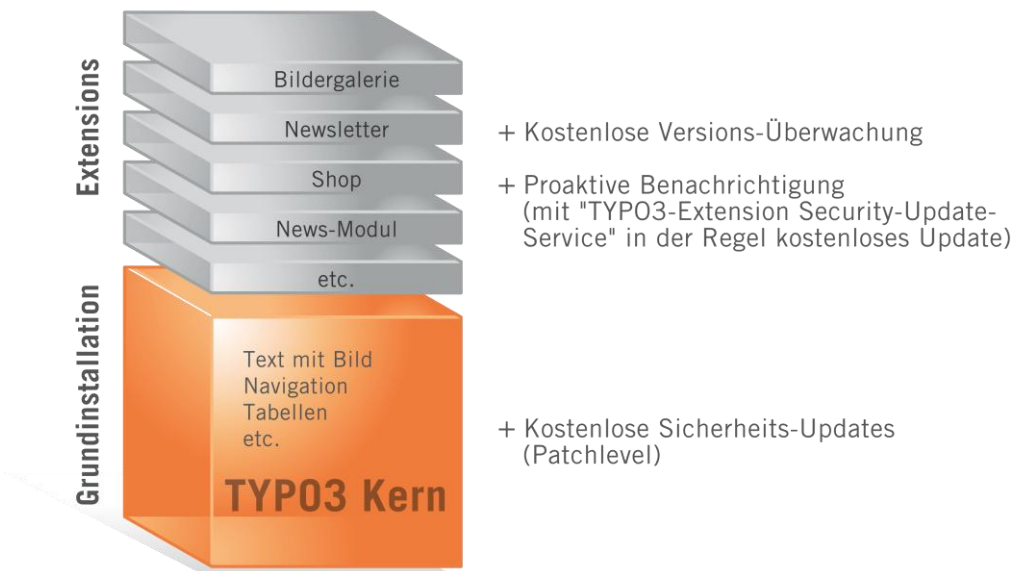 Extensions
Bildergalerie
Newsletter
Shop
News-Modul
etc.
+ Kostenlose Versions-Überwachung
+ Proaktive Benachrichtigung
(mit "TYPO3-Extension Security-Update-
Service" in der Regel kostenloses Update)
Grundinstallation
Text mit Bild
Navigation
Tabellen
etc.
TYPO3 Kern
+ Kostenlose Sicherheits-Updates
(Patchlevel)